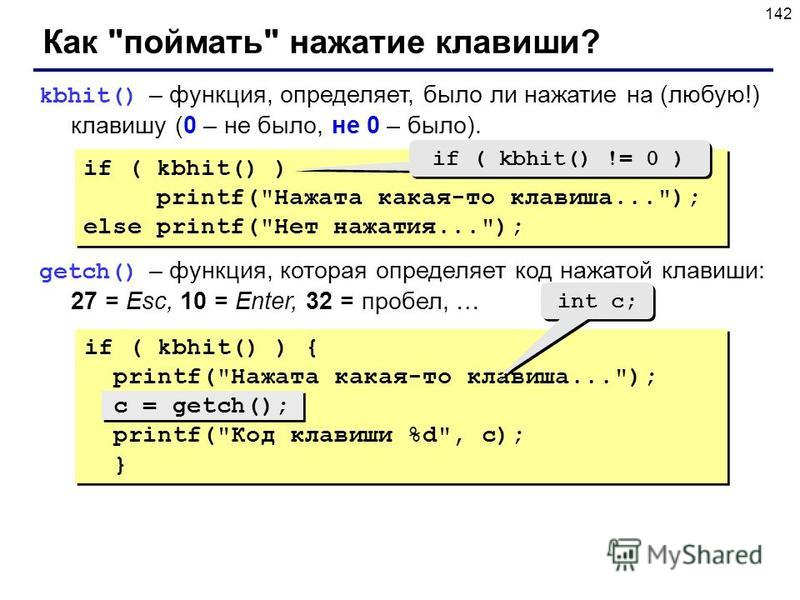 142
Как "поймать" нажатие клавиши?
kbhit() – функция, определяет, было ли нажатие на (любую!)
клавишу (0 – не было, не 0 – было).
if ( kbhit() != 0 )
if ( kbhit() )
printf("Нажата какая-то клавиша...");
else printf("Нет нажатия...");
getch() – функция, которая определяет код нажатой клавиши:
27 = Esc, 10 = Enter, 32 = пробел, …
int c;
if ( kbhit() ) {
printf("Нажата какая-то клавиша...");
c = getch();
printf("Код клавиши %d", c);
}
MyShared